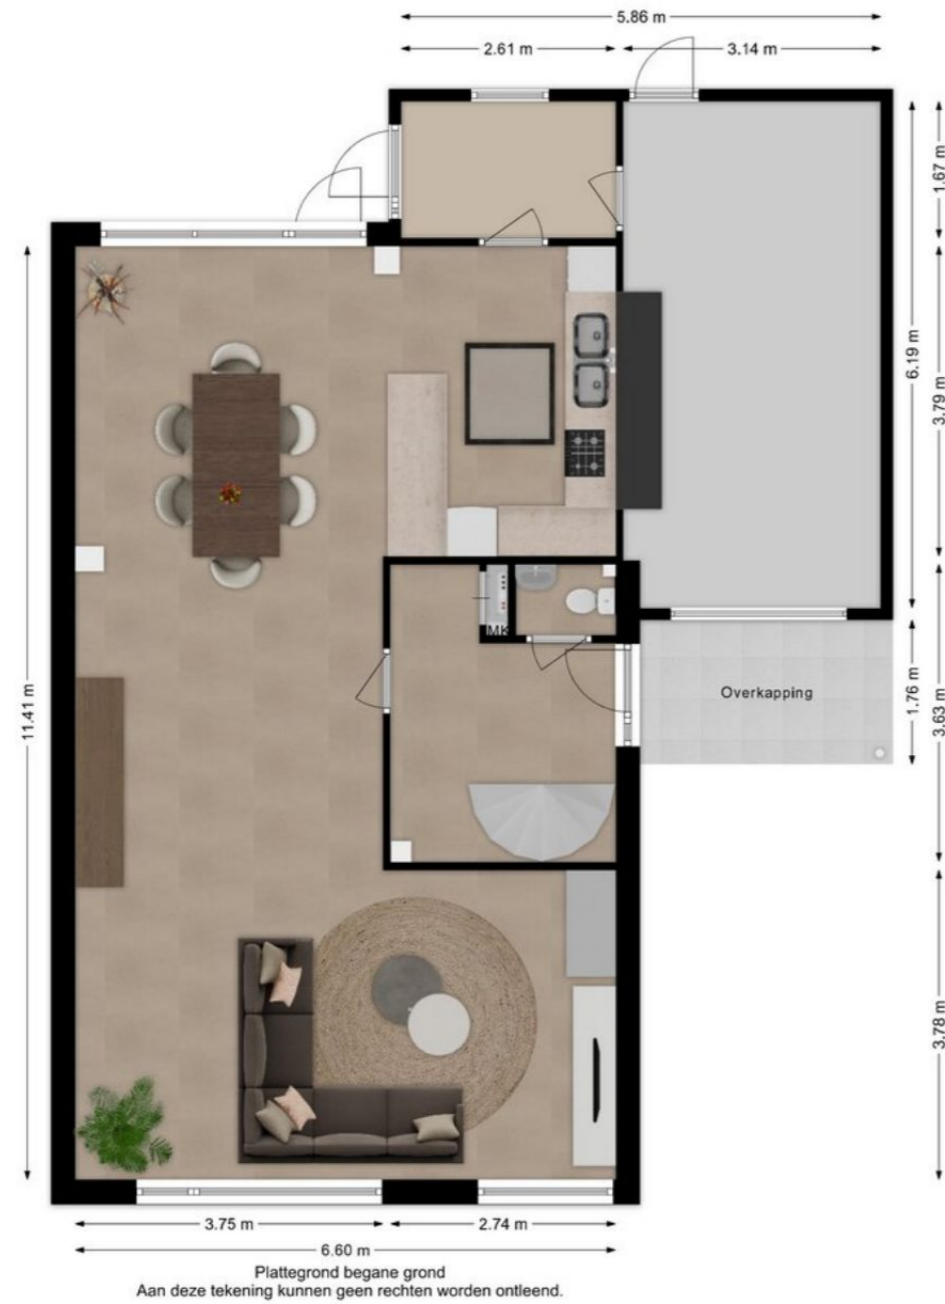 5.86 m
2.61 m
3.14 m
1.67 m
6.19 m
3.79 m
11.41 m
MK
Overkapping
1.76 m
3.63 m
3.78 m
3.75 m
2.74 m
6.60 m
Plattegrond begane grond
Aan deze tekening kunnen geen rechten worden ontleend.